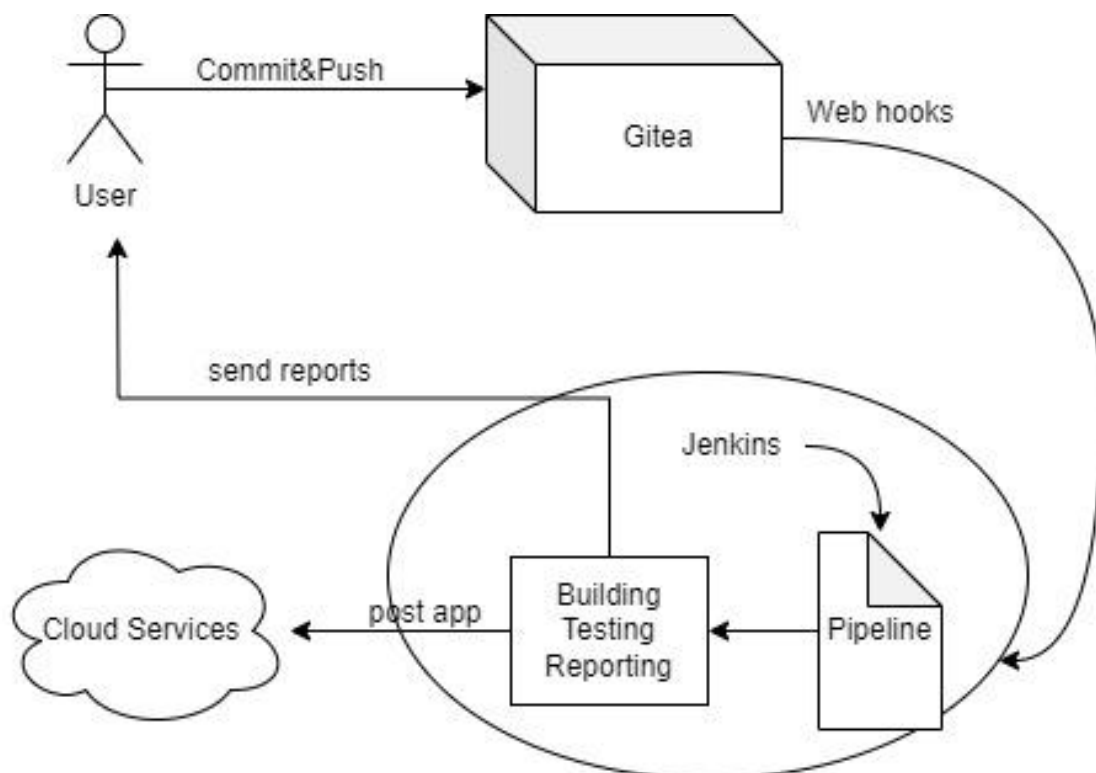 Commit&Push
Gitea
Web hooks
User
send reports
Jenkins
Cloud Services
post app
Building
Testing
Reporting
Pipeline